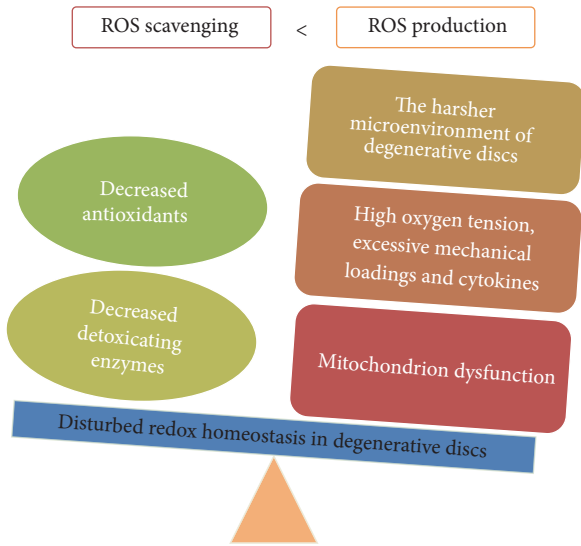 ROS scavenging < ROS production
Decreased
antioxidants
Decreased
detoxicating
enzymes
The harsher
microenvironment of
degenerative discs
High oxygen tension,
excessive mechanical
loadings and cytokines
Mitochondrion dysfunction
Disturbed redox homeostasis in degenerative discs